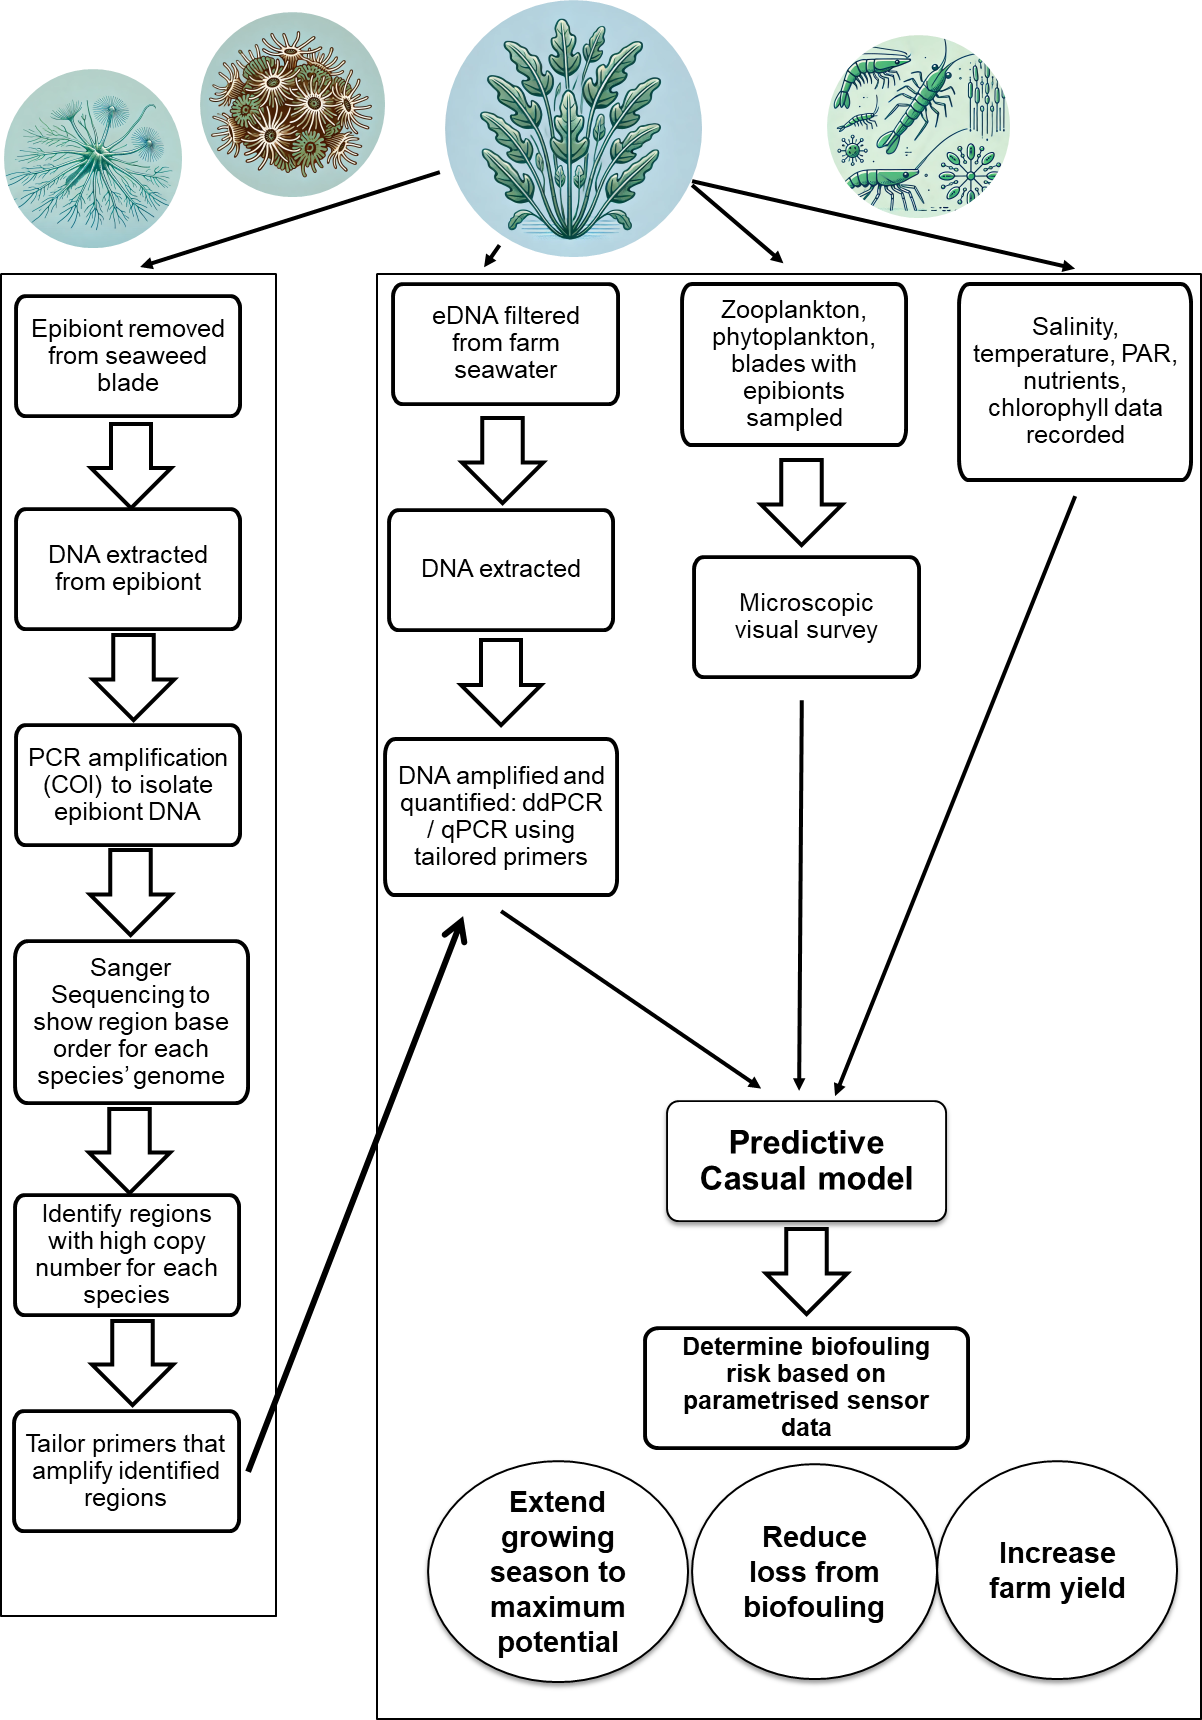 Epibiont removed
from seaweed
blade
DNA extracted
from epibiont
PCR amplification
(COI) to isolate
epibiont DNA
Sanger
Sequencing to
show region base
order for each
species’ genome
Identify regions
with high copy
number for each
species
Tailor primers that
amplify identified
regions
eDNA filtered
from farm
seawater
DNA extracted
DNA amplified and
quantified: ddPCR
/ qPCR using
tailored primers
Zooplankton,
phytoplankton,
blades with
epibionts
sampled
Microscopic
visual survey
Salinity,
temperature, PAR,
nutrients,
chlorophyll data
recorded
Predictive
Casual model
Determine biofouling
risk based on
parametrised sensor
data
Extend
growing
season to
maximum
potential
Reduce
loss from
biofouling
Increase
farm yield